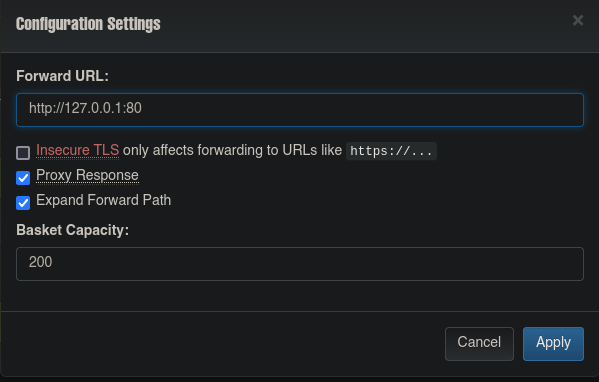 Configuration Settings ×
Forward URL:
http://127.0.0.1:80
Insecure TLS only affects forwarding to URLs like https://...
Proxy Response
Expand Forward Path
Basket Capacity:
200
Cancel Apply